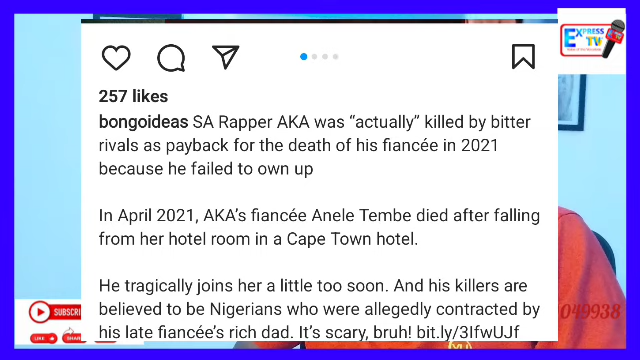 EXPRESS
TV
257 likes
bongoideas SA Rapper AKA was “actually” killed by bitter
rivals as payback for the death of his fiancée in 2021
because he failed to own up
In April 2021, AKA’s fiancée Anele Tembe died after falling
from her hotel room in a Cape Town hotel.
He tragically joins her a little too soon. And his killers are
believed to be Nigerians who were allegedly contracted by
his late fiancée’s rich dad. It’s scary, bruh! bit.ly/3IfwUJf
SUBSCRI
LIKE
049938